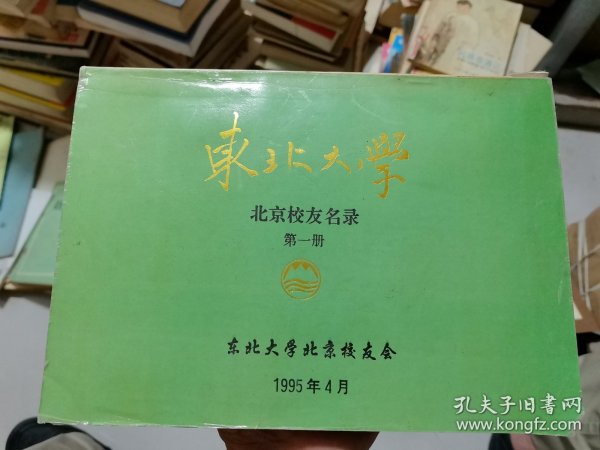 東北大學
北京校友名录
第一册
东北大学北京校友会
1995年4月
孔夫子旧书网
www.kongfz.com